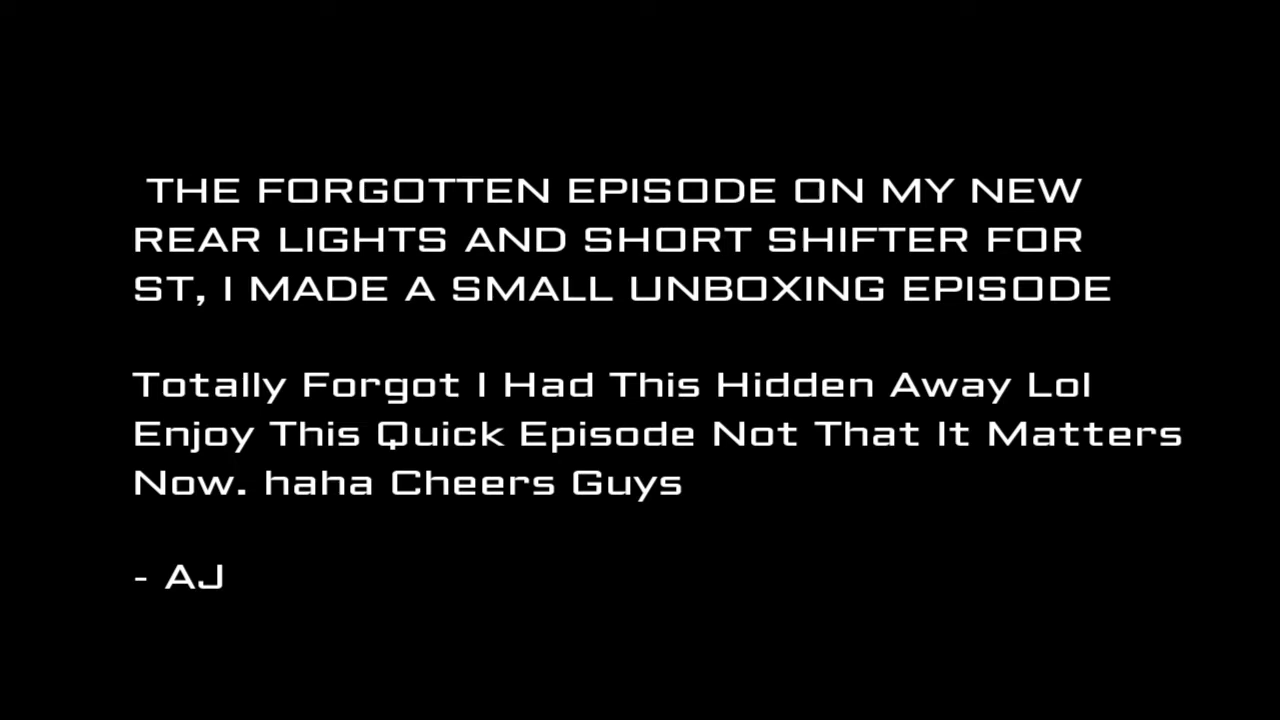 THE FORGOTTEN EPISODE ON MY NEW
REAR LIGHTS AND SHORT SHIFTER FOR
ST, I MADE A SMALL UNBOXING EPISODE
Totally Forgot I Had This Hidden Away Lol
Enjoy This Quick Episode Not That It Matters
Now. haha Cheers Guys
- AJ